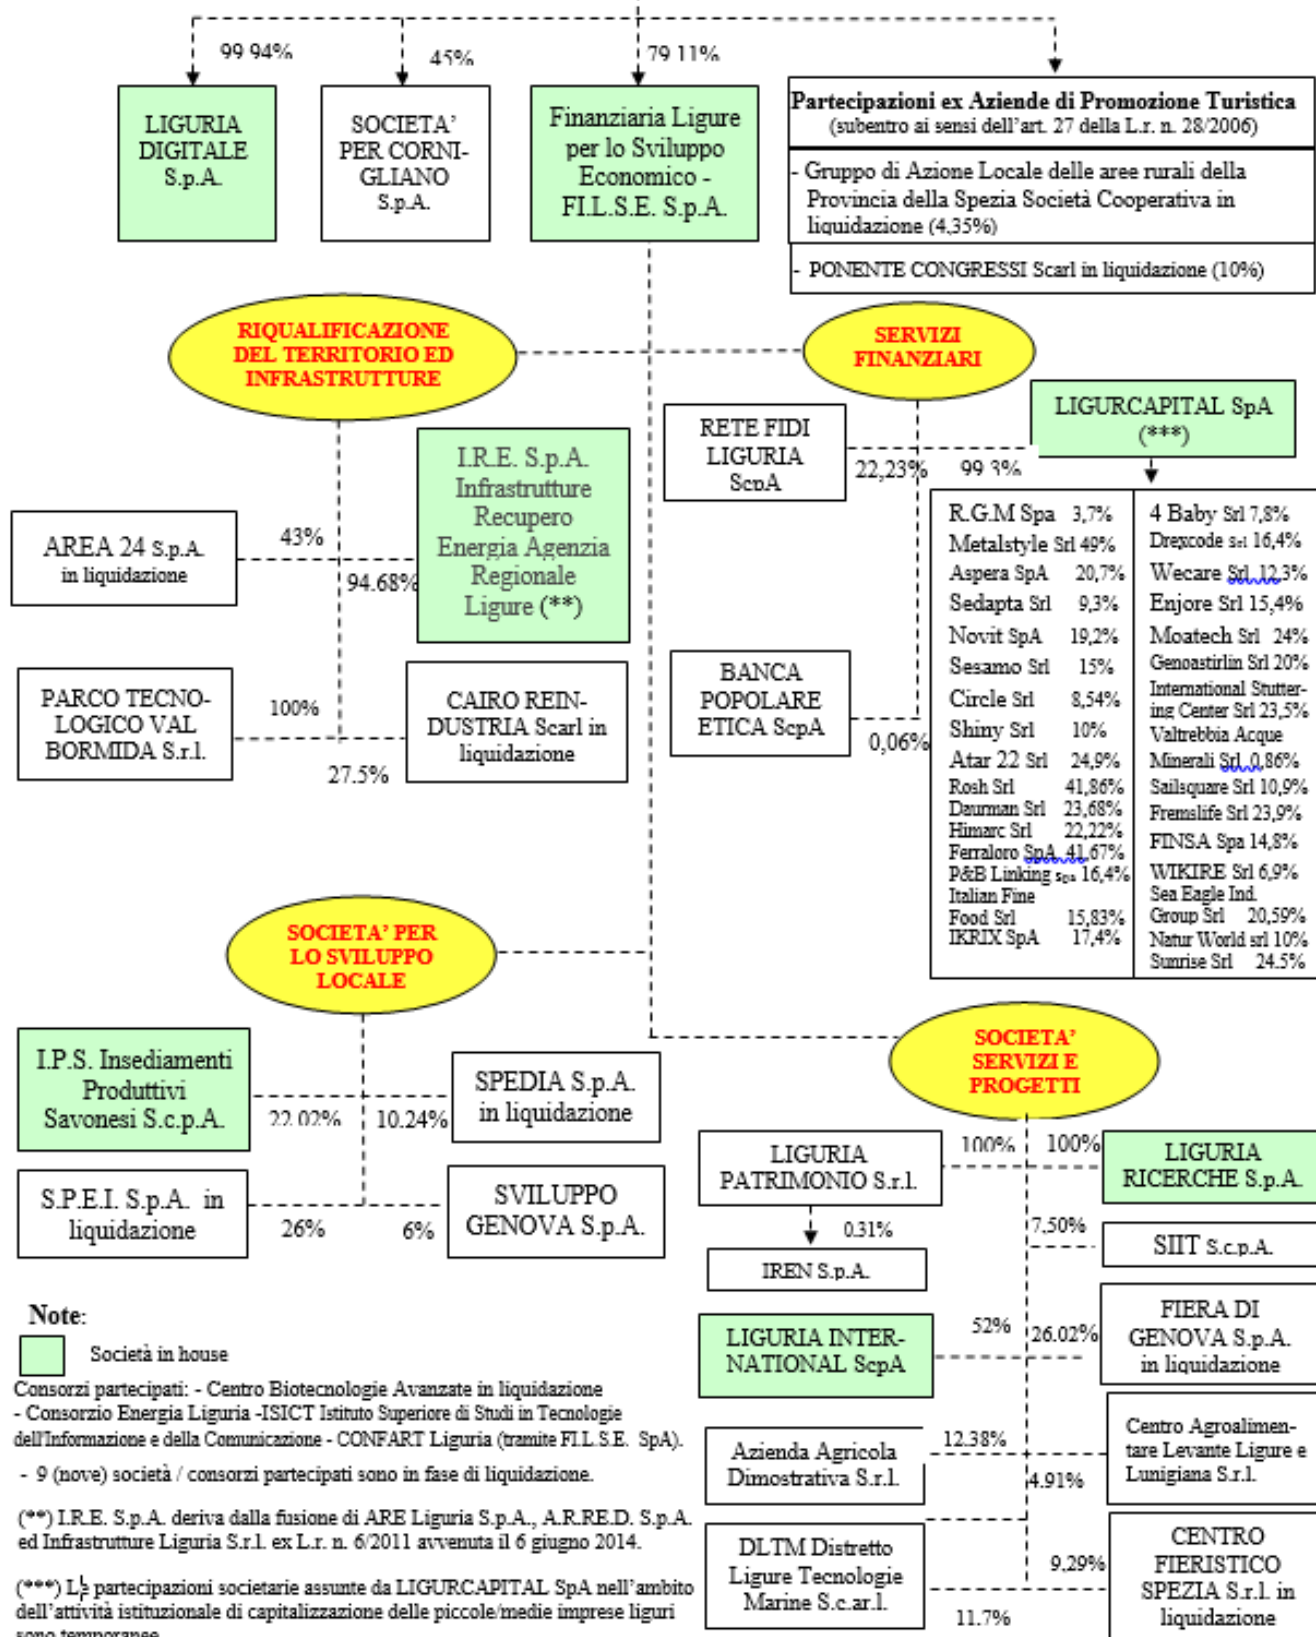 99.94%
45%
79.11%
LIGURIA
DIGITALE
S.p.A.
SOCIETA’
PER CORNI-
GLIANO
S.p.A.
Finanziaria Ligure
per lo Sviluppo
Economico -
FI.L.S.E. S.p.A.
Partecipazioni ex Aziende di Promozione Turistica
(subentro ai sensi dell’art. 27 della L.r. n. 28/2006)
- Gruppo di Azione Locale delle aree rurali della
Provincia della Spezia Società Cooperativa in
liquidazione (4,35%)
- PONENTE CONGRESSI Scarl in liquidazione (10%)
RIQUALIFICAZIONE
DEL TERRITORIO ED
INFRASTRUTTURE
SERVIZI
FINANZIARI
AREA 24 S.p.A.
in liquidazione
43%
94.68%
I.R.E. S.p.A.
Infrastrutture
Recupero
Energia Agenzia
Regionale
Ligure (**)
PARCO TECNO-
LOGICO VAL
BORMIDA S.r.l.
100%
27.5%
CAIRO REIN-
DUSTRIA Scarl in
liquidazione
RETE FIDI
LIGURIA
ScpA
22,23%
99.3%
LIGURCAPITAL SpA
(***)
BANCA
POPOLARE
ETICA ScpA
0,06%
R.G.M Spa 3,7%
Metalstyle Srl 49%
Aspera SpA 20,7%
Sedapta Srl 9,3%
Novit SpA 19,2%
Sesamo Srl 15%
Circle Srl 8,54%
Shiny Srl 10%
Atar 22 Srl 24,9%
Rosh Srl 41,86%
Daurman Srl 23,68%
Himarc Srl 22,22%
Ferraloro SpA 41,67%
P&B Linking spa 16,4%
Italian Fine
Food Srl 15,83%
IKRIX SpA 17,4%
4 Baby Srl 7,8%
Drexcode Srl 16,4%
Wecare Srl 12,3%
Enjore Srl 15,4%
Moatech Srl 24%
Genoastirlin Srl 20%
International Stutter-
ing Center Srl 23,5%
Valtrebbia Acque
Minerali Srl 0,86%
Sailsquare Srl 10,9%
Fremslife Srl 23,9%
FINSA Spa 14,8%
WIKIRE Srl 6,9%
Sea Eagle Ind.
Group Srl 20,59%
Natur World srl 10%
Sunrise Srl 24.5%
SOCIETA’ PER
LO SVILUPPO
LOCALE
I.P.S. Insediamenti
Produttivi
Savonesi S.c.p.A.
22.02%
10.24%
SPEDIA S.p.A.
in liquidazione
S.P.E.I. S.p.A. in
liquidazione
26%
6%
SVILUPPO
GENOVA S.p.A.
SOCIETA’
SERVIZI E
PROGETTI
LIGURIA
PATRIMONIO S.r.l.
100%
100%
LIGURIA
RICERCHE S.p.A.
0.31%
IREN S.p.A.
7.50%
SIIT S.c.p.A.
LIGURIA INTER-
NATIONAL ScpA
52%
26.02%
FIERA DI
GENOVA S.p.A.
in liquidazione
Azienda Agricola
Dimostrativa S.r.l.
12.38%
4.91%
Centro Agroalimen-
tare Levante Ligure e
Lunigiana S.r.l.
DLTM Distretto
Ligure Tecnologie
Marine S.c.ar.l.
9,29%
11.7%
CENTRO
FIERISTICO
SPEZIA S.r.l. in
liquidazione
Note:
Società in house
Consorzi partecipati: - Centro Biotecnologie Avanzate in liquidazione
- Consorzio Energia Liguria -ISICT Istituto Superiore di Studi in Tecnologie
dell'Informazione e della Comunicazione - CONFART Liguria (tramite FI.L.S.E. SpA).
- 9 (nove) società / consorzi partecipati sono in fase di liquidazione.
(**) I.R.E. S.p.A. deriva dalla fusione di ARE Liguria S.p.A., A.R.RE.D. S.p.A.
ed Infrastrutture Liguria S.r.l. ex L.r. n. 6/2011 avvenuta il 6 giugno 2014.
(***) Le partecipazioni societarie assunte da LIGURCAPITAL SpA nell’ambito
dell’attività istituzionale di capitalizzazione delle piccole/medie imprese liguri
sono temporanee